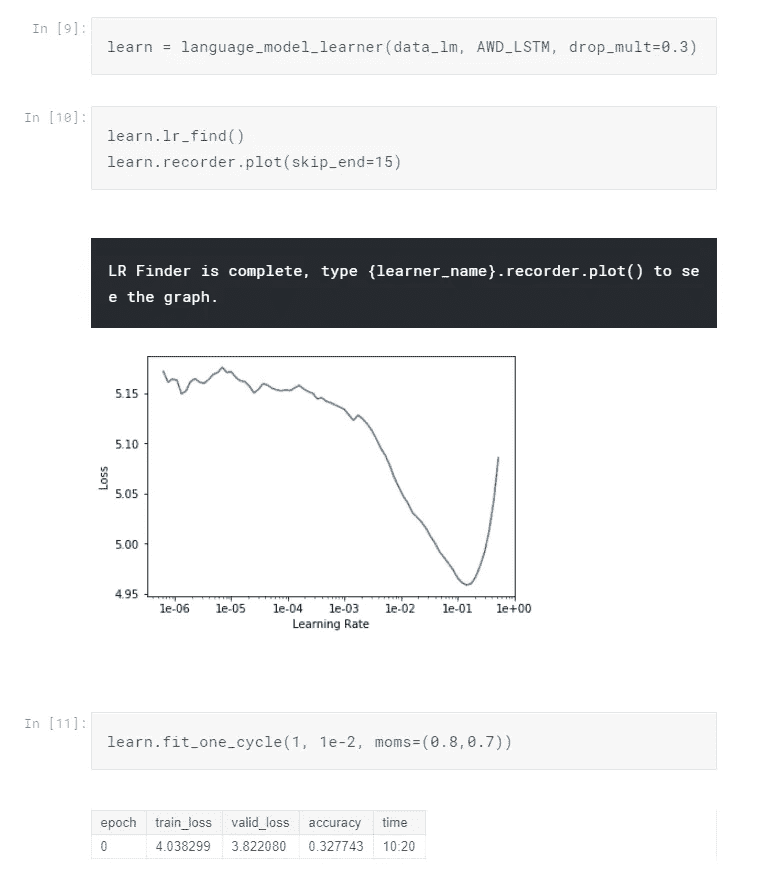 In [9]:
learn = language_model_learner(data_lm, AWD_LSTM, drop_mult=0.3)
In [10]:
learn.lr_find()
learn.recorder.plot(skip_end=15)
LR Finder is complete, type {learner_name}.recorder.plot() to se
e the graph.
5.15
5.10
5.05
5.00
4.95
Loss
1e-06 1e-05 1e-04 1e-03 1e-02 1e-01 1e+00
Learning Rate
In [11]:
learn.fit_one_cycle(1, 1e-2, moms=(0.8,0.7))
epoch train_loss valid_loss accuracy time
0 4.038299 3.822080 0.327743 10:20